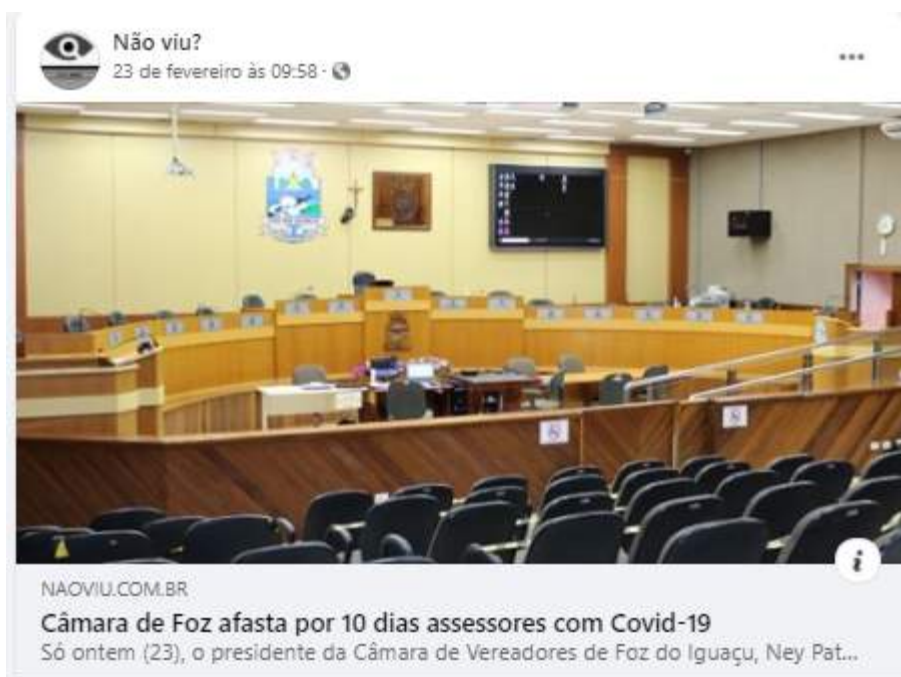 Não viu?
23 de fevereiro às 09:58 ·
NAOVIU.COM.BR
Câmara de Foz afasta por 10 dias assessores com Covid-19
Só ontem (23), o presidente da Câmara de Vereadores de Foz do Iguaçu, Ney Pat...